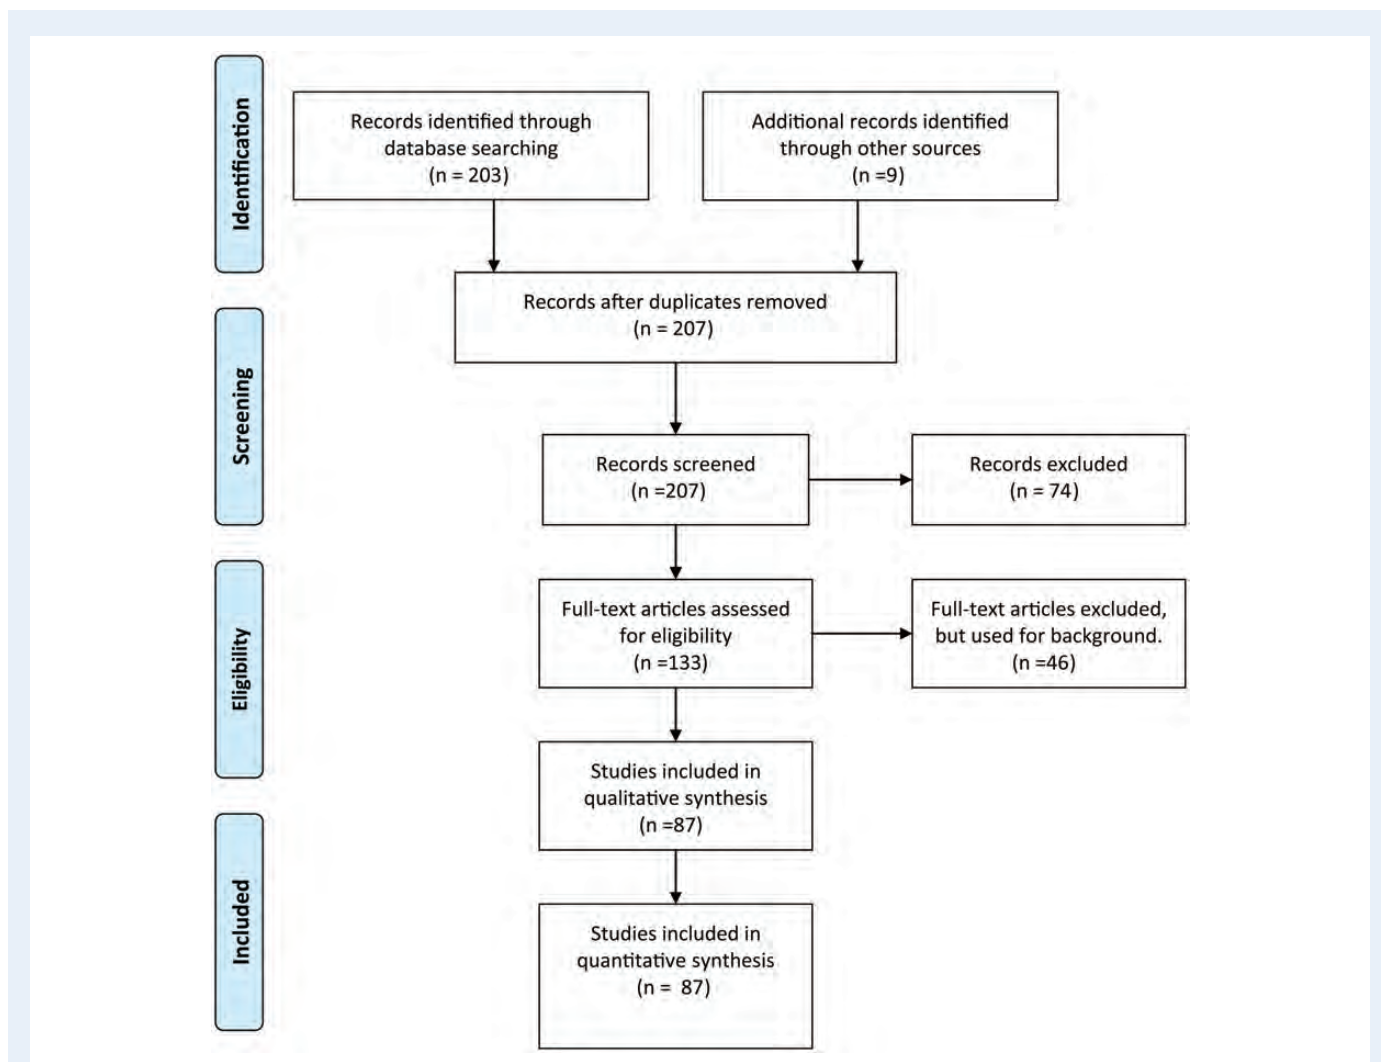 Identification
Records identified through
database searching
(n = 203)
Additional records identified
through other sources
(n =9)
Records after duplicates removed
(n = 207)
Screening
Records screened
(n =207)
Records excluded
(n = 74)
Eligibility
Full-text articles assessed
for eligibility
(n =133)
Full-text articles excluded,
but used for background.
(n =46)
Studies included in
qualitative synthesis
(n =87)
Included
Studies included in
quantitative synthesis
(n = 87)